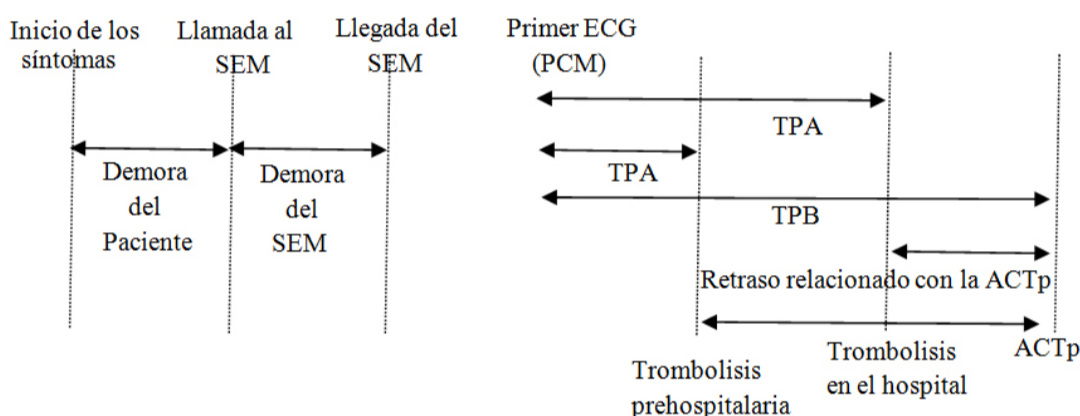 Inicio de los
síntomas
Llamada al
SEM
Llegada del
SEM
Primer ECG
(PCM)
TPA
TPA
TPB
Demora
del
Paciente
Demora
del
SEM
Retraso relacionado con la ACTp
Trombolisis
prehospitalaria
Trombolisis
en el hospital
ACTp